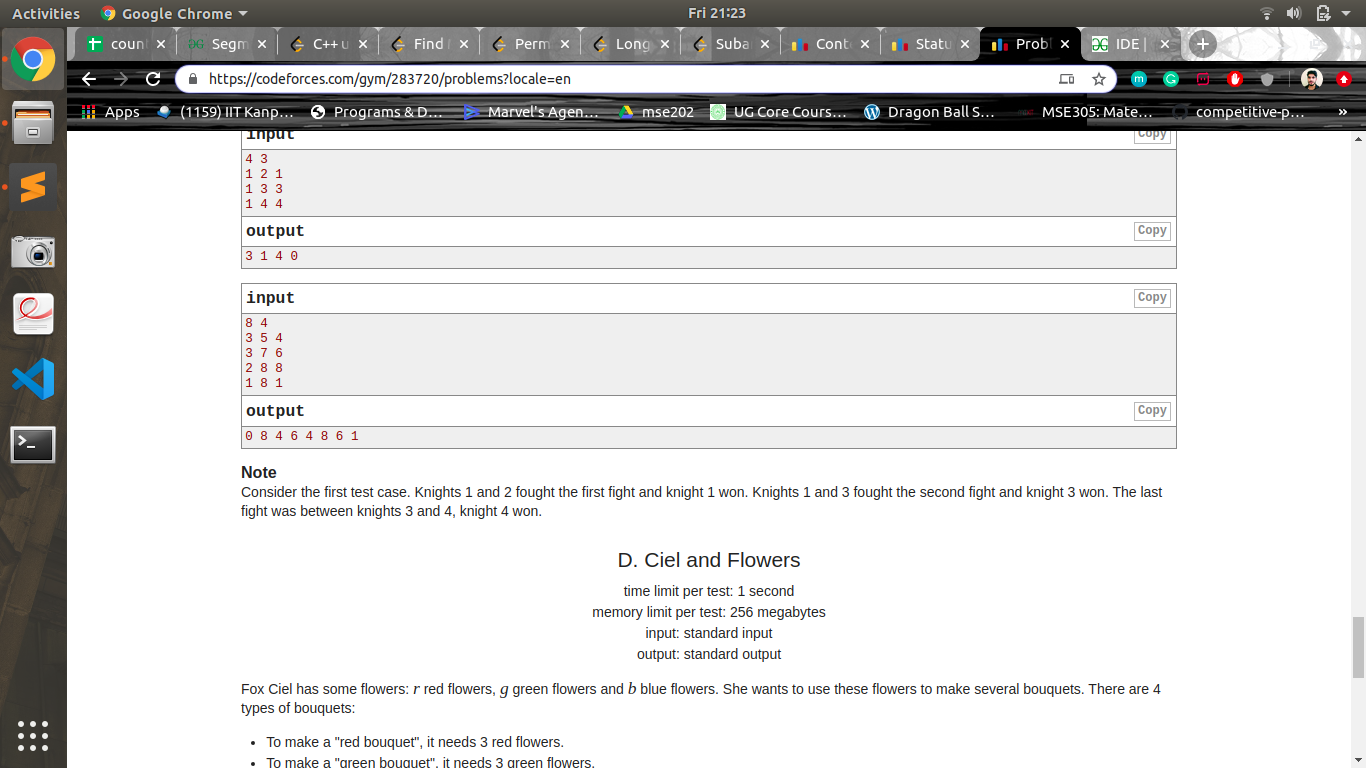 Activities Google Chrome Fri 21:23
coun Segm C++ u Find Perm Long Suba Cont Statu Probl IDE |
https://codeforces.com/gym/283720/problems?locale=en
Apps (1159) IIT Kanp... Programs & D... Marvel's Agen... mse202 UG Core Cours... Dragon Ball S... MSE305: Mate... competitive-p... »
input Copy
4 3
1 2 1
1 3 3
1 4 4
output Copy
3 1 4 0
input Copy
8 4
3 5 4
3 7 6
2 8 8
1 8 1
output Copy
0 8 4 6 4 8 6 1
Note
Consider the first test case. Knights 1 and 2 fought the first fight and knight 1 won. Knights 1 and 3 fought the second fight and knight 3 won. The last
fight was between knights 3 and 4, knight 4 won.
D. Ciel and Flowers
time limit per test: 1 second
memory limit per test: 256 megabytes
input: standard input
output: standard output
Fox Ciel has some flowers: r red flowers, g green flowers and b blue flowers. She wants to use these flowers to make several bouquets. There are 4
types of bouquets:
• To make a "red bouquet", it needs 3 red flowers.
• To make a "green bouquet", it needs 3 green flowers.